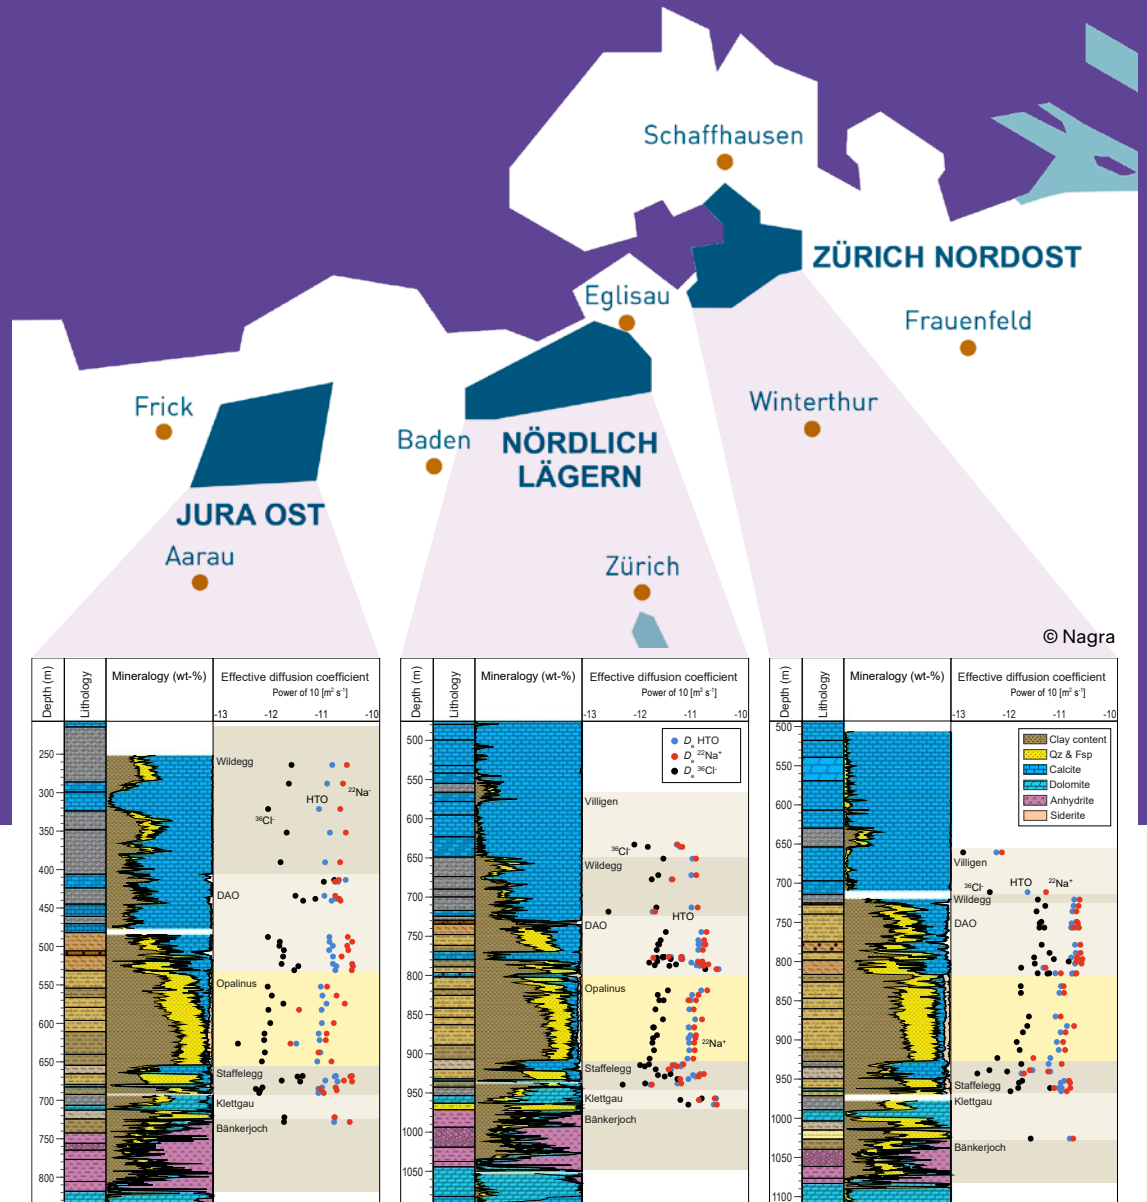 Schaffhausen
ZÜRICH NORDOST
Eglisau
Frauenfeld
Frick
Winterthur
Baden
NÖRDLICH
LÄGERN
JURA OST
Aarau
Zürich
© Nagra
Depth (m)
Lithology
Mineralogy (wt-%)
Effective diffusion coefficient
Power of 10 [m² s⁻¹]
-13 -12 -11 -10
250
300
350
400
450
500
550
600
650
700
750
800
Wildegg
²²Na⁻
HTO
³⁶Cl⁻
DAO
Opalinus
Staffelegg
Klettgau
Bänkerjoch
Depth (m)
Lithology
Mineralogy (wt-%)
Effective diffusion coefficient
Power of 10 [m² s⁻¹]
-13 -12 -11 -10
Dₑ HTO
Dₑ ²²Na⁺
Dₑ ³⁶Cl⁻
500
550
600
650
700
750
800
850
900
950
1000
1050
Villigen
³⁶Cl⁻
Wildegg
HTO
DAO
Opalinus
²²Na⁺
Staffelegg
Klettgau
Bänkerjoch
Depth (m)
Lithology
Mineralogy (wt-%)
Effective diffusion coefficient
Power of 10 [m² s⁻¹]
-13 -12 -11 -10
Clay content
Qz & Fsp
Calcite
Dolomite
Anhydrite
Siderite
500
550
600
650
700
750
800
850
900
950
1000
1050
1100
Villigen
³⁶Cl⁻ HTO ²²Na⁺
Wildegg
DAO
Opalinus
Staffelegg
Klettgau
Bänkerjoch